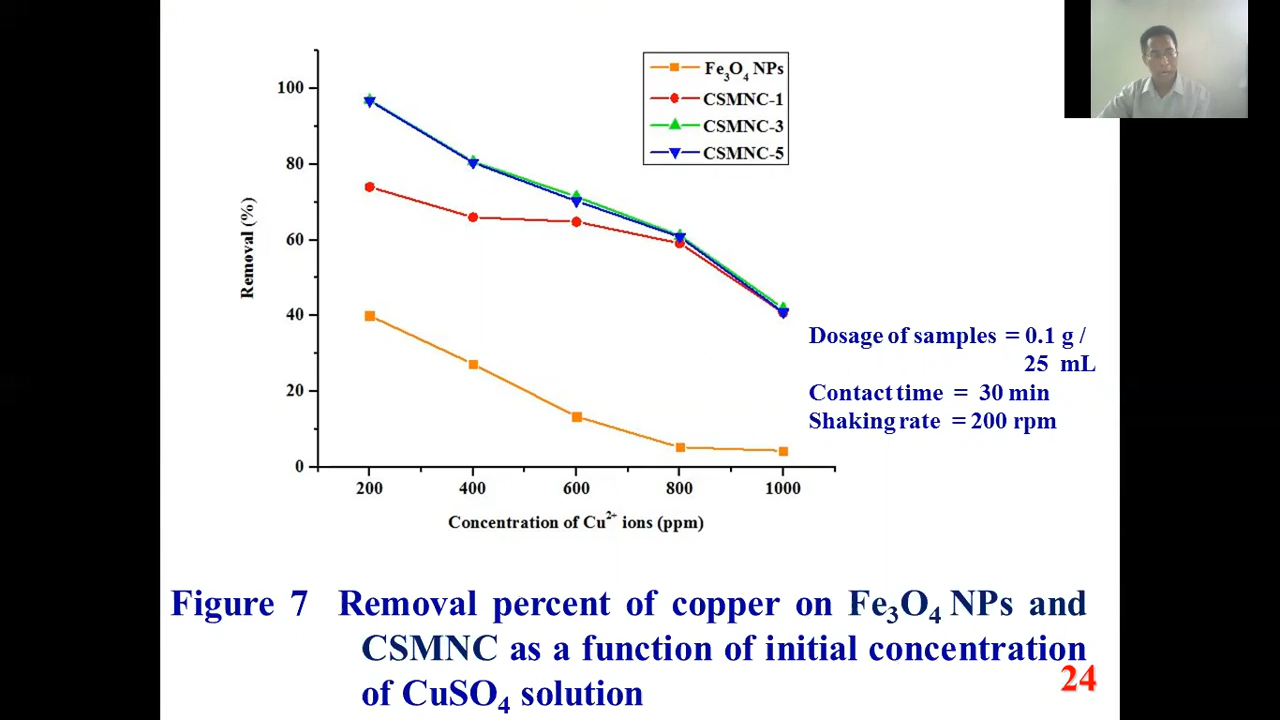 Fe₃O₄ NPs
CSMNC-1
CSMNC-3
CSMNC-5
100
80
60
40
20
0
Removal (%)
200 400 600 800 1000
Concentration of Cu²⁺ ions (ppm)
Dosage of samples = 0.1 g /
25 mL
Contact time = 30 min
Shaking rate = 200 rpm
Figure 7 Removal percent of copper on Fe₃O₄ NPs and
CSMNC as a function of initial concentration
of CuSO₄ solution
24